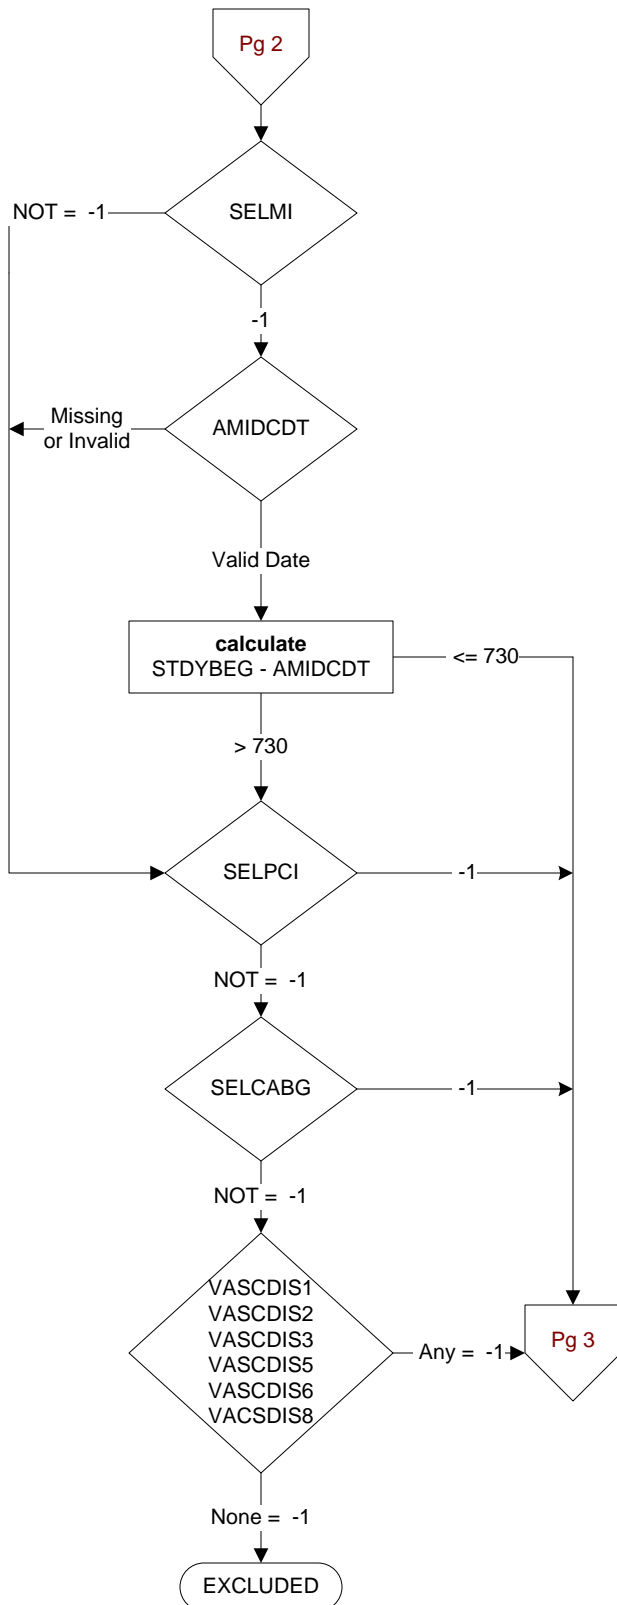 Pg 2
SELMI
NOT = -1
-1
AMIDCDT
Missing
or Invalid
Valid Date
calculate
STDYBEG - AMIDCDT
<= 730
> 730
SELPCI
-1
NOT = -1
SELCABG
-1
NOT = -1
VASCDIS1
VASCDIS2
VASCDIS3
VASCDIS5
VASCDIS6
VACSDIS8
Any = -1
Pg 3
None = -1
EXCLUDED